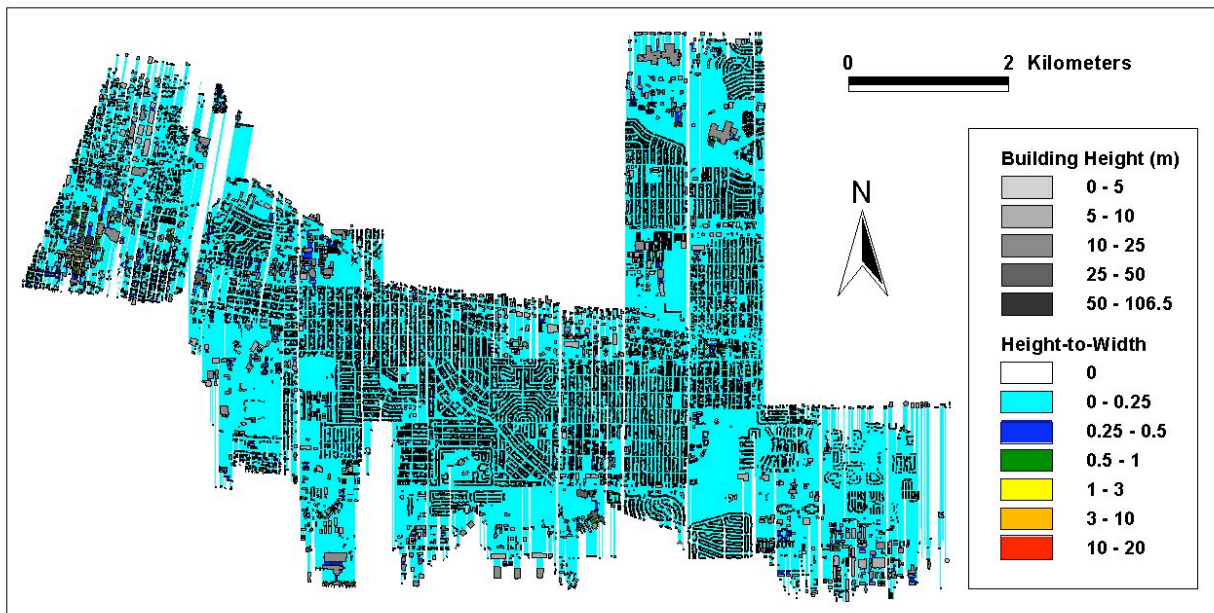 0 2 Kilometers
N
Building Height (m)
0 - 5
5 - 10
10 - 25
25 - 50
50 - 106.5
Height-to-Width
0
0 - 0.25
0.25 - 0.5
0.5 - 1
1 - 3
3 - 10
10 - 20